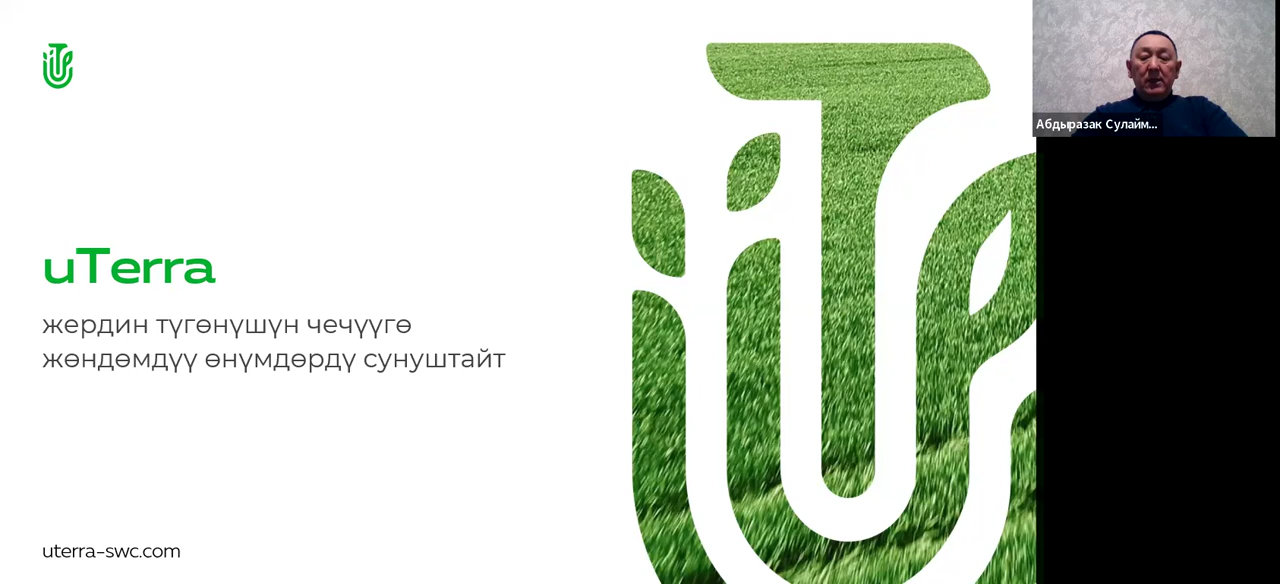 uTerra
жердин түгөнүшүн чечүүгө
жөндөмдүү өнүмдөрдү сунуштайт
uterra-swc.com
Абдыразак Сулайм...